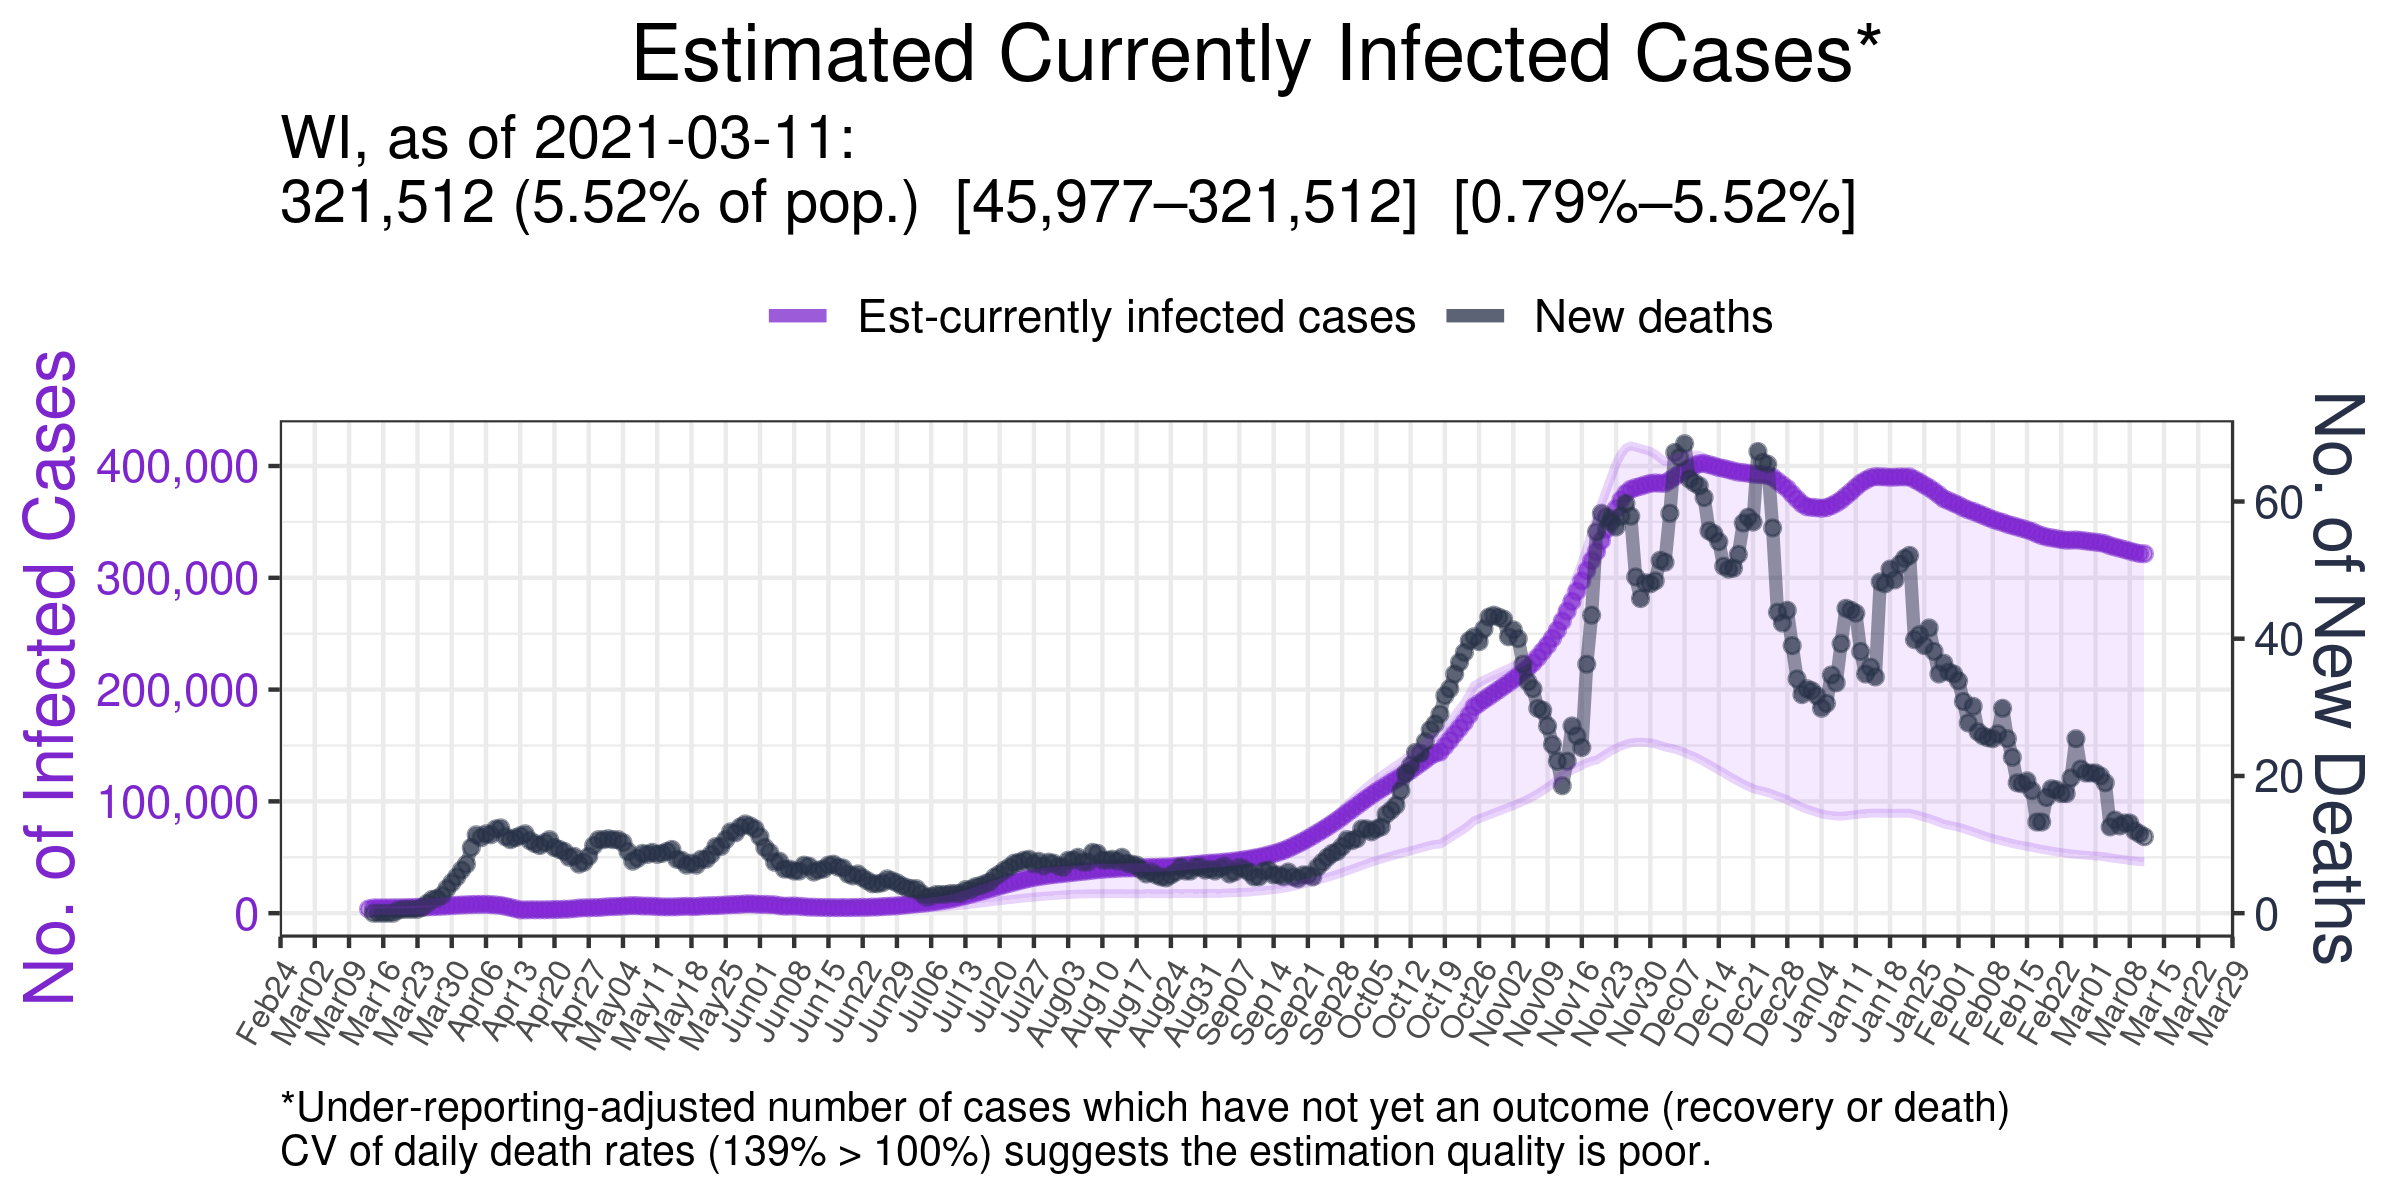 Estimated Currently Infected Cases*
WI, as of 2021-03-11:
321,512 (5.52% of pop.) [45,977–321,512] [0.79%–5.52%]
Est-currently infected cases New deaths
No. of Infected Cases
400,000
300,000
200,000
100,000
0
No. of New Deaths
60
40
20
0
Feb24 Mar02 Mar09 Mar16 Mar23 Mar30 Apr06 Apr13 Apr20 Apr27 May04 May11 May18 May25 Jun01 Jun08 Jun15 Jun22 Jun29 Jul06 Jul13 Jul20 Jul27 Aug03 Aug10 Aug17 Aug24 Aug31 Sep07 Sep14 Sep21 Sep28 Oct05 Oct12 Oct19 Oct26 Nov02 Nov09 Nov16 Nov23 Nov30 Dec07 Dec14 Dec21 Dec28 Jan04 Jan11 Jan18 Jan25 Feb01 Feb08 Feb15 Feb22 Mar01 Mar08 Mar15 Mar22 Mar29
*Under-reporting-adjusted number of cases which have not yet an outcome (recovery or death)
CV of daily death rates (139% > 100%) suggests the estimation quality is poor.